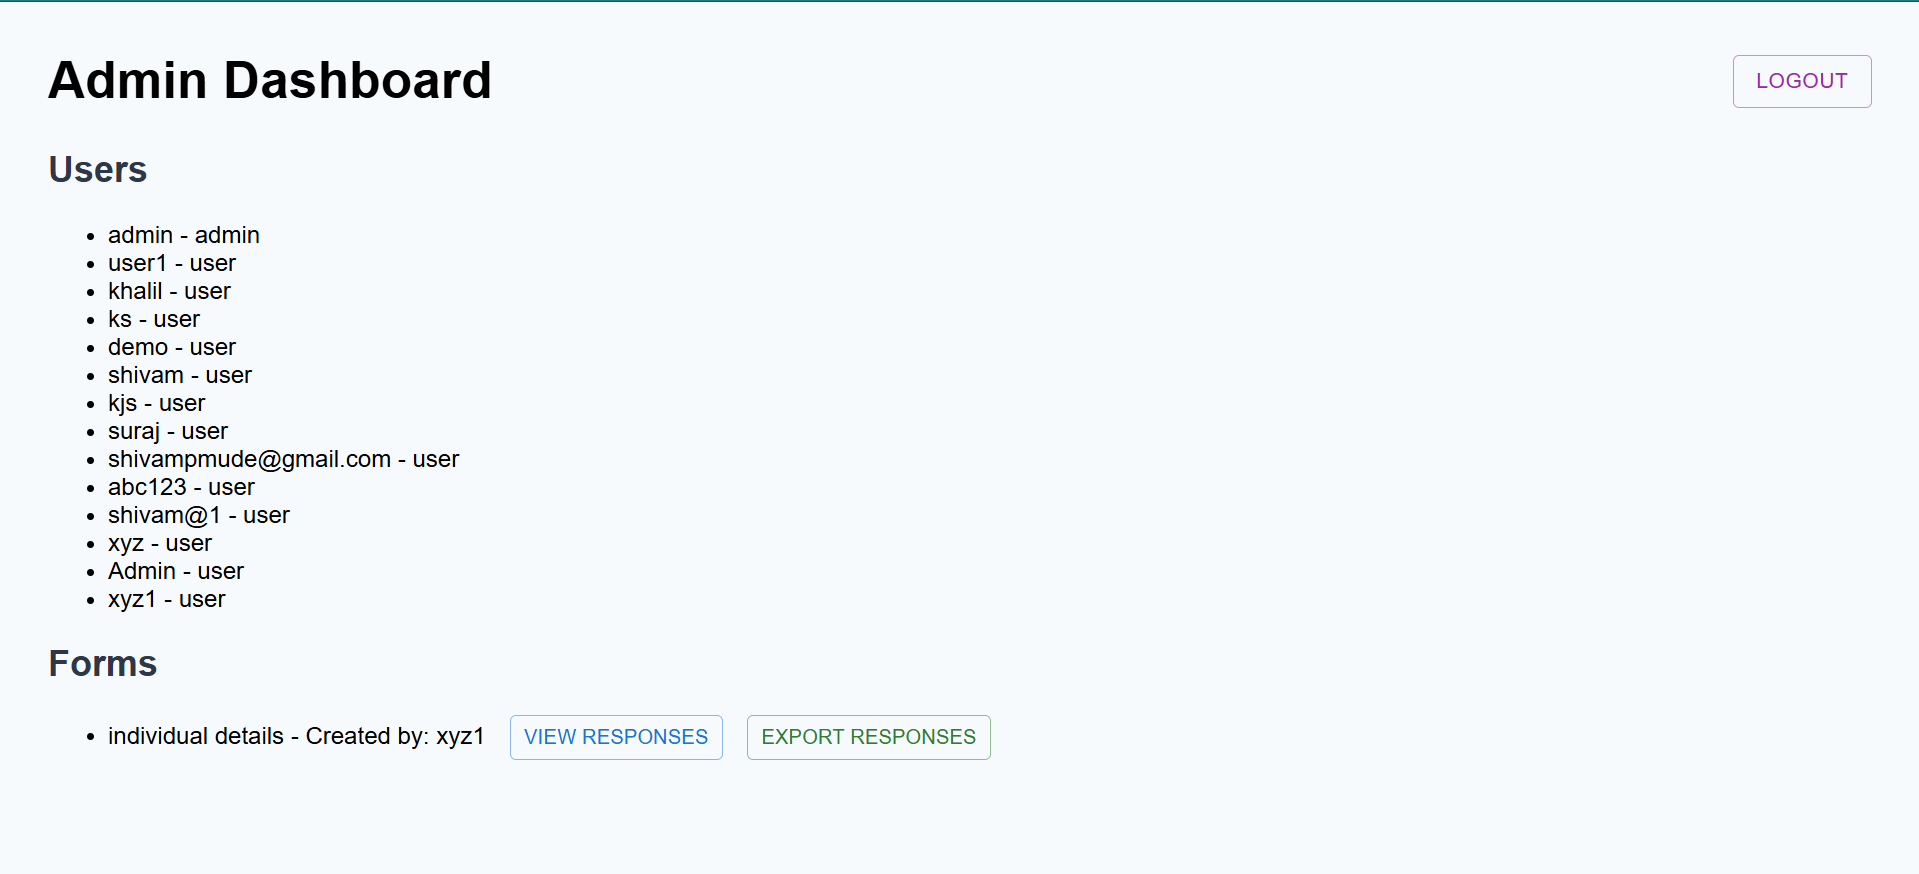 Admin Dashboard
LOGOUT
Users
admin - admin
user1 - user
khalil - user
ks - user
demo - user
shivam - user
kjs - user
suraj - user
shivampmude@gmail.com - user
abc123 - user
shivam@1 - user
xyz - user
Admin - user
xyz1 - user
Forms
individual details - Created by: xyz1 VIEW RESPONSES EXPORT RESPONSES